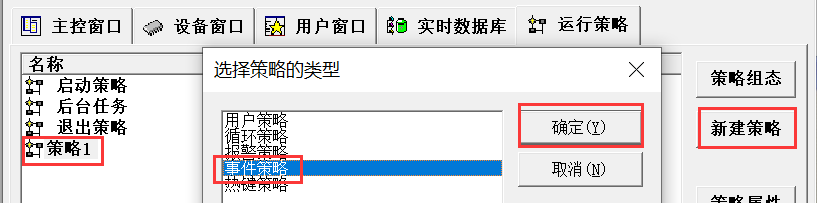 主控窗口 设备窗口 用户窗口 实时数据库 运行策略
名称
启动策略
后台任务
退出策略
策略1
选择策略的类型
用户策略
循环策略
报警策略
事件策略
热键策略
确定(Y)
取消(N)
策略组态
新建策略
策略属性